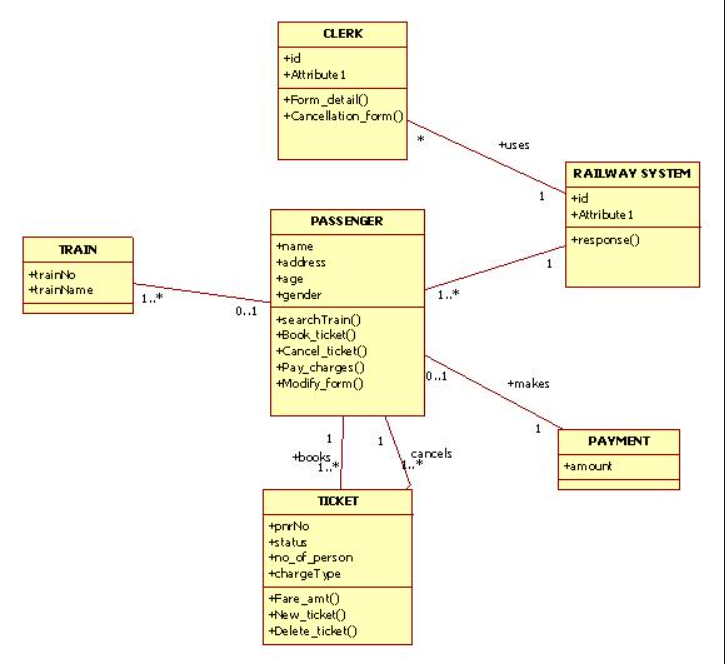 CLERK
+id
+Attribute1
+Form_detail()
+Cancellation_form()
*
+uses
1
RAILWAY SYSTEM
+id
+Attribute1
+response()
1
1..*
PASSENGER
+name
+address
+age
+gender
+searchTrain()
+Book_ticket()
+Cancel_ticket()
+Pay_charges()
+Modify_form()
TRAIN
+trainNo
+trainName
1..*
0..1
0..1
+makes
1
PAYMENT
+amount
1
+books
1..*
1
cancels
1..*
TICKET
+pnrNo
+status
+no_of_person
+chargeType
+Fare_amt()
+New_ticket()
+Delete_ticket()